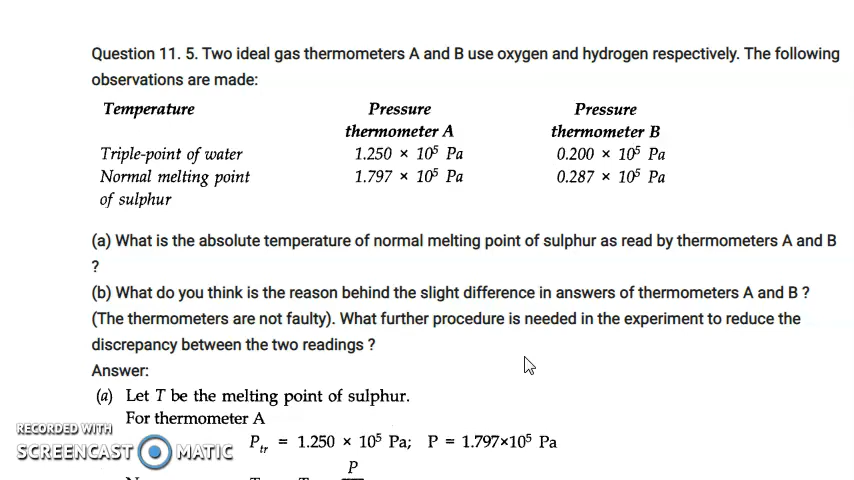 Question 11. 5. Two ideal gas thermometers A and B use oxygen and hydrogen respectively. The following
observations are made:
Temperature Pressure Pressure
thermometer A thermometer B
Triple-point of water 1.250 × 10⁵ Pa 0.200 × 10⁵ Pa
Normal melting point 1.797 × 10⁵ Pa 0.287 × 10⁵ Pa
of sulphur
(a) What is the absolute temperature of normal melting point of sulphur as read by thermometers A and B
?
(b) What do you think is the reason behind the slight difference in answers of thermometers A and B ?
(The thermometers are not faulty). What further procedure is needed in the experiment to reduce the
discrepancy between the two readings ?
Answer:
(a) Let T be the melting point of sulphur.
For thermometer A
RECORDED WITH
P_tr = 1.250 × 10⁵ Pa; P = 1.797×10⁵ Pa
SCREENCAST MATIC
P